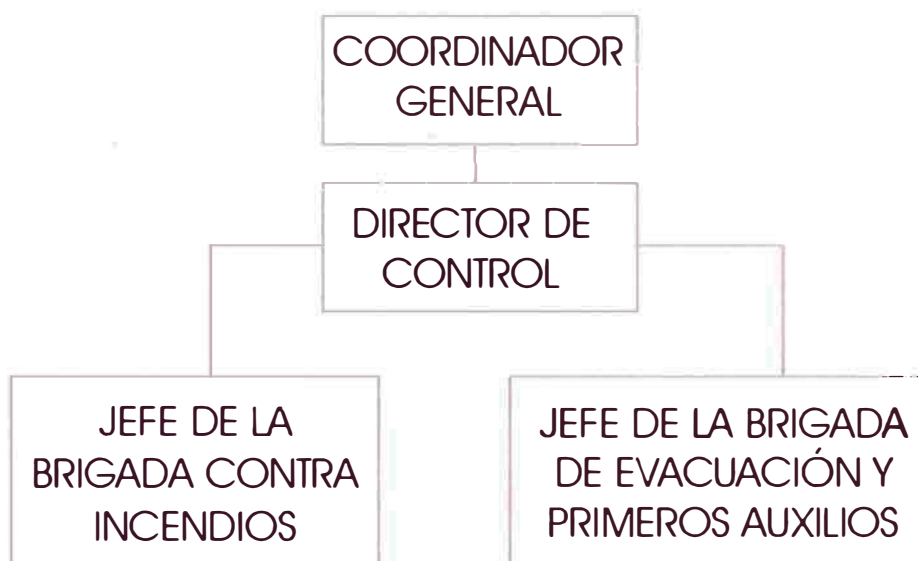 COORDINADOR
GENERAL
DIRECTOR DE
CONTROL
JEFE DE LA
BRIGADA CONTRA
INCENDIOS
JEFE DE LA BRIGADA
DE EVACUACIÓN Y
PRIMEROS AUXILIOS